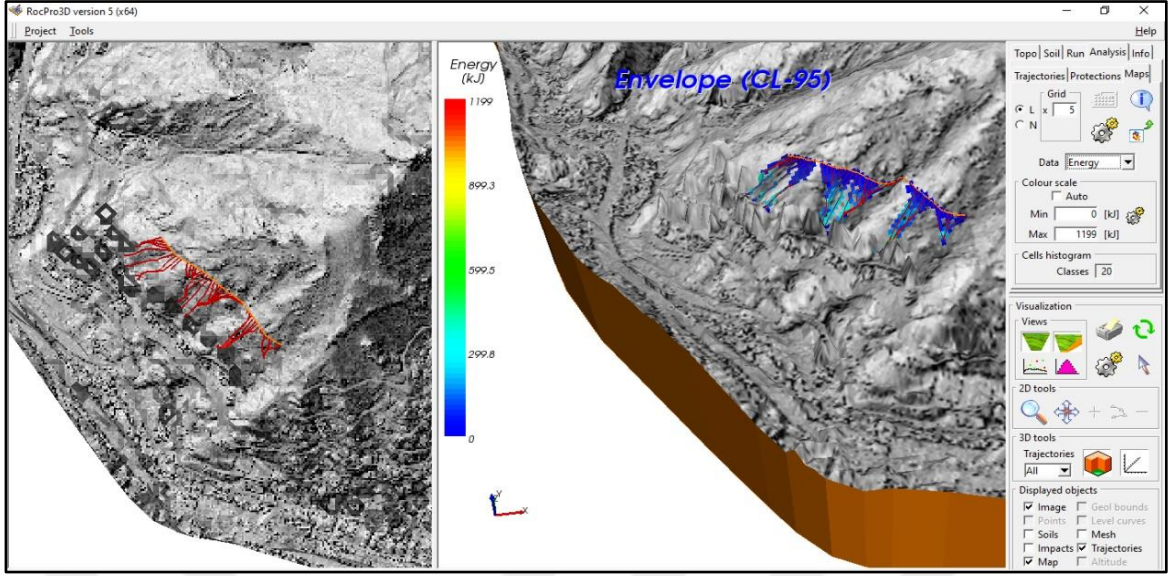 RocPro3D version 5 (x64)
Project Tools
Help
Energy
(kJ)
1199
899.3
599.5
299.8
0
Envelope (CL-95)
Y
X
Topo Soil Run Analysis Info
Trajectories Protections Maps
Grid
L x 5
N
Data Energy
Colour scale
Auto
Min 0 [kJ]
Max 1199 [kJ]
Cells histogram
Classes 20
Visualization
Views
2D tools
3D tools
Trajectories
All
Displayed objects
Image Geol bounds
Points Level curves
Soils Mesh
Impacts Trajectories
Map Altitude